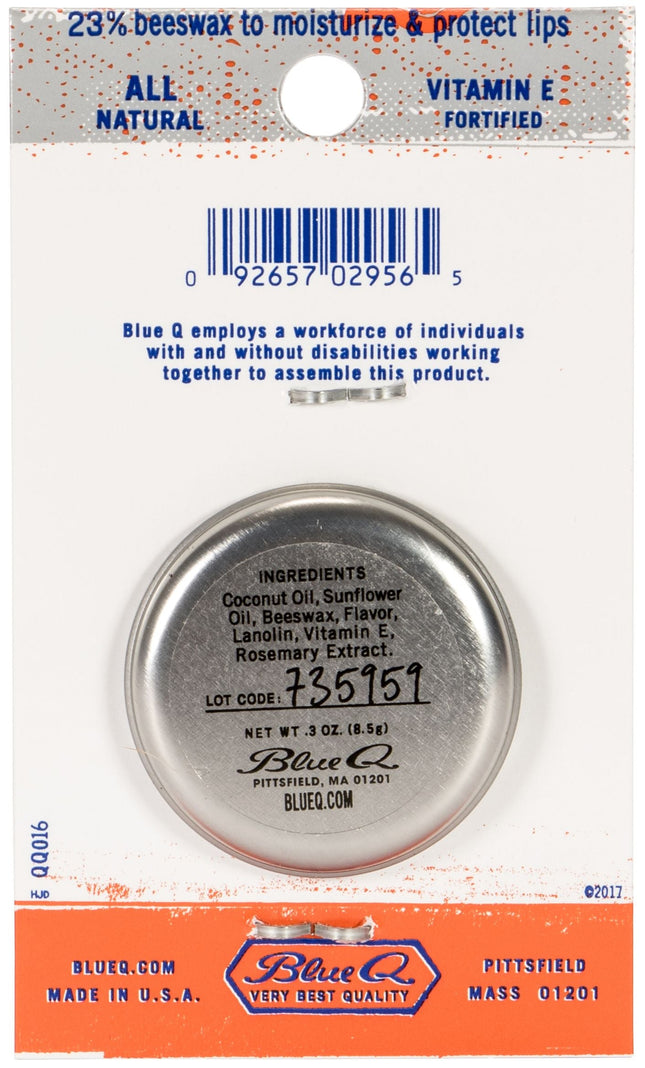 23% beeswax to moisturize & protect lips
ALL
NATURAL
VITAMIN E
FORTIFIED
0 92657 02956 5
Blue Q employs a workforce of individuals
with and without disabilities working
together to assemble this product.
INGREDIENTS
Coconut Oil, Sunflower
Oil, Beeswax, Flavor,
Lanolin, Vitamin E,
Rosemary Extract.
LOT CODE: 735959
NET WT .3 OZ. (8.5g)
Blue Q
PITTSFIELD, MA 01201
BLUEQ.COM
QQ016
HJD
©2017
BLUEQ.COM
MADE IN U.S.A.
Blue Q
VERY BEST QUALITY
PITTSFIELD
MASS 01201